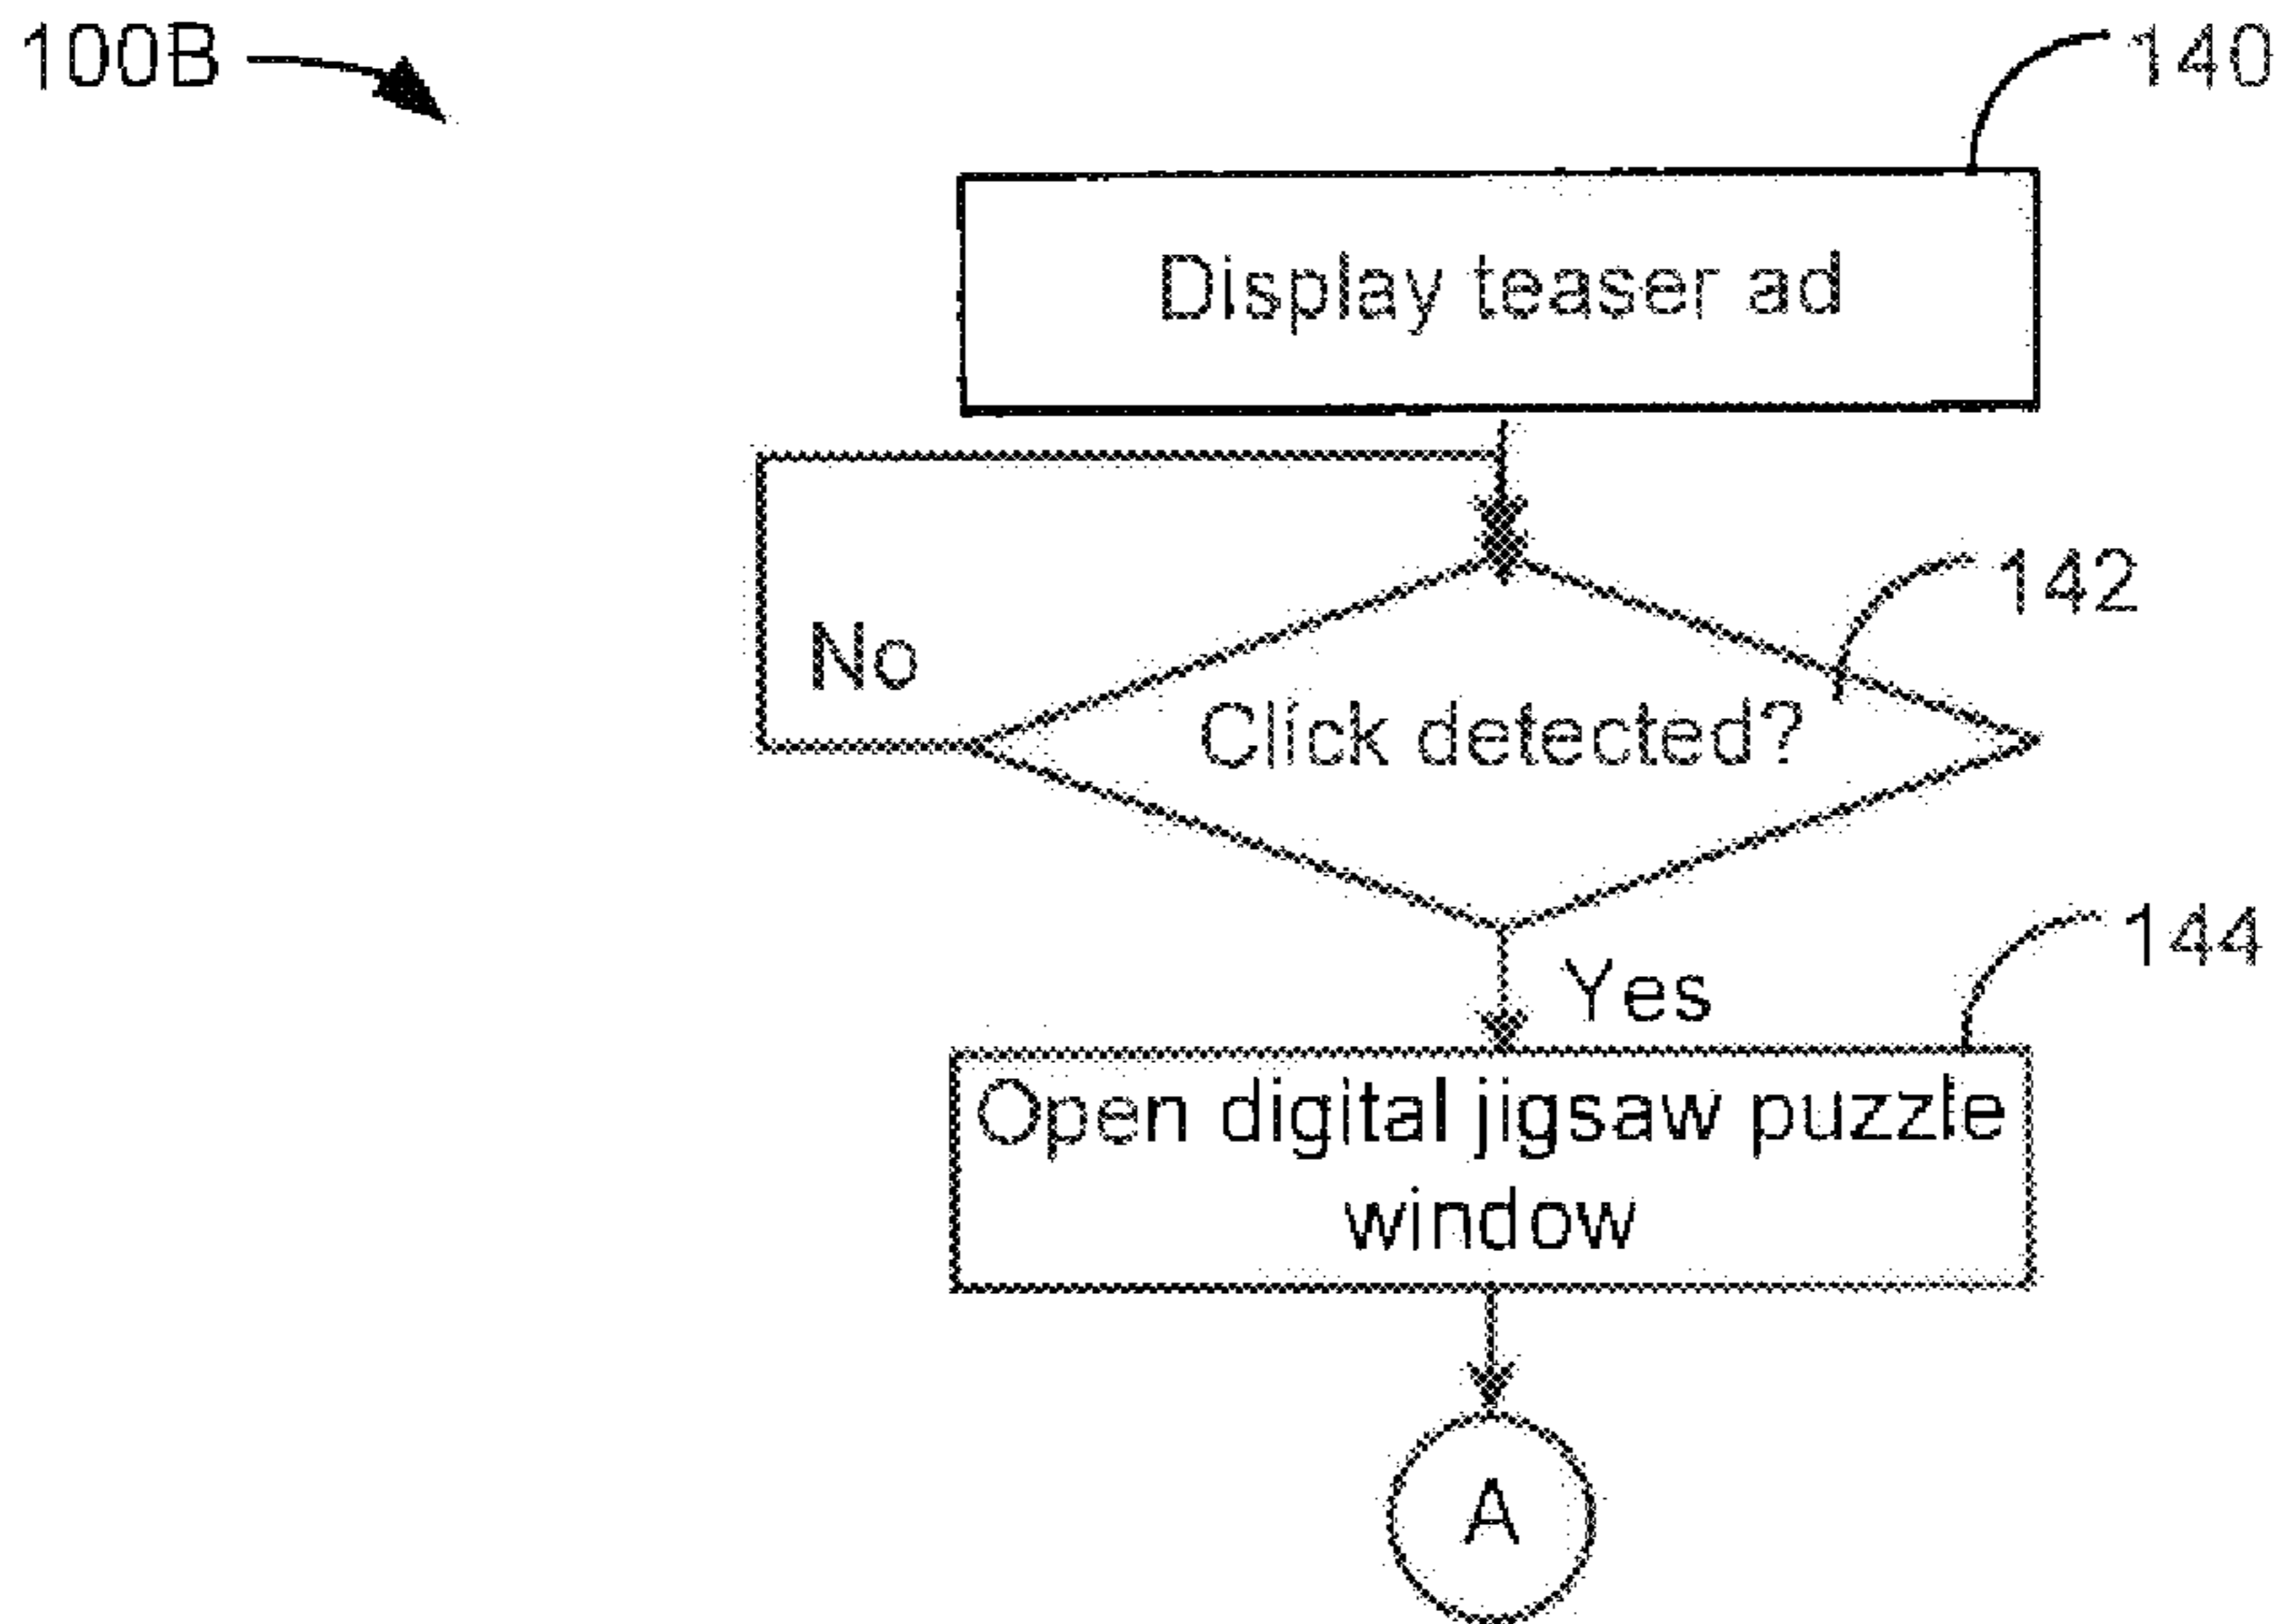 100B
140
Display teaser ad
142
No
Click detected?
144
Yes
Open digital jigsaw puzzle
window
A